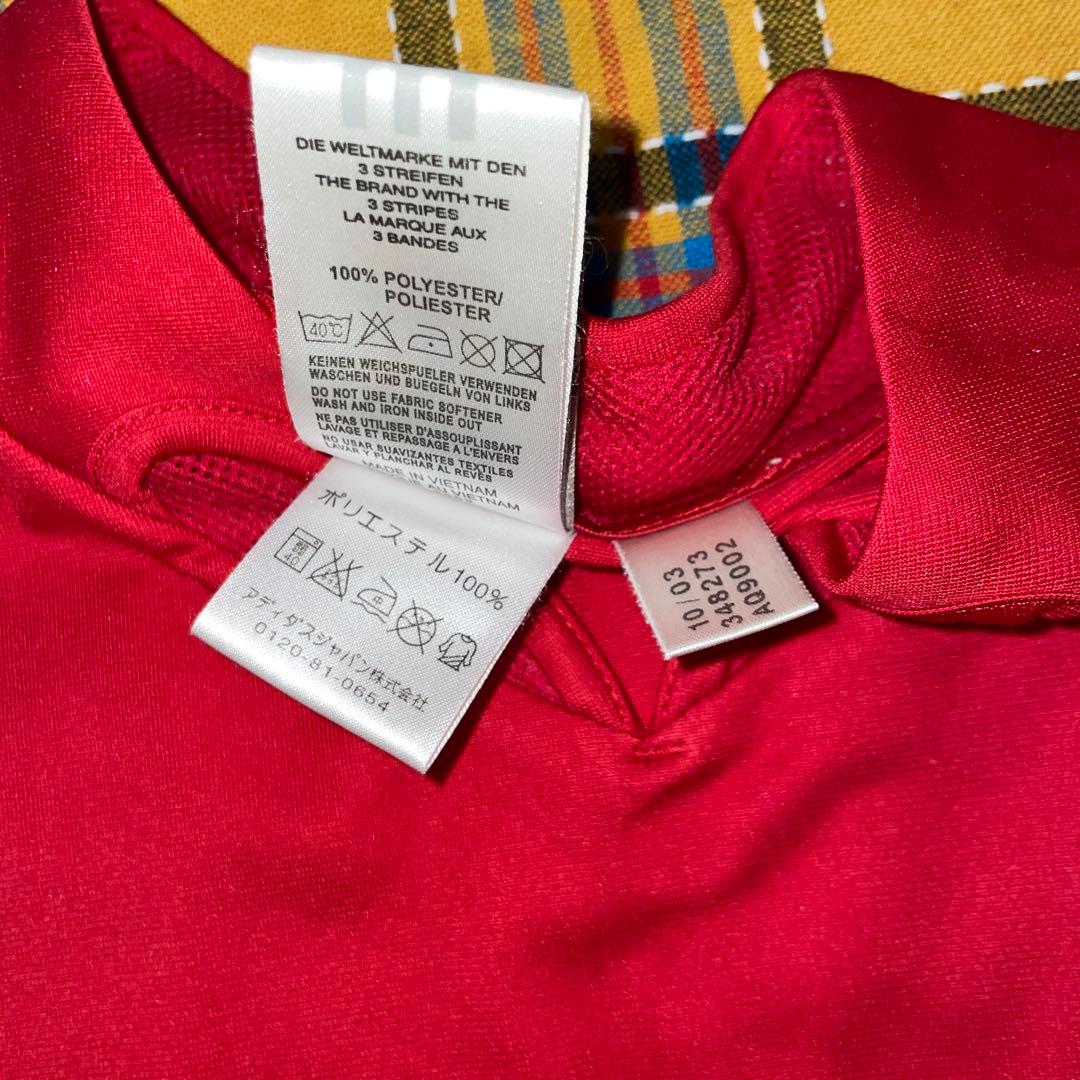 DIE WELTMARKE MIT DEN
3 STREIFEN
THE BRAND WITH THE
3 STRIPES
LA MARQUE AUX
3 BANDES
100% POLYESTER/
POLIESTER
40°C
KEINEN WEICHSPUELER VERWENDEN
WASCHEN UND BUEGELN VON LINKS
DO NOT USE FABRIC SOFTENER
WASH AND IRON INSIDE OUT
NE PAS UTILISER D'ASSOUPLISSANT
LAVAGE ET REPASSAGE A L'ENVERS
NO USAR SUAVIZANTES TEXTILES
LAVAR Y PLANCHAR AL REVES
MADE IN VIETNAM
AU VIETNAM
ポリエステル100%
40
アディダスジャパン株式会社
0120-81-0654
10/03
348273
AQ9002